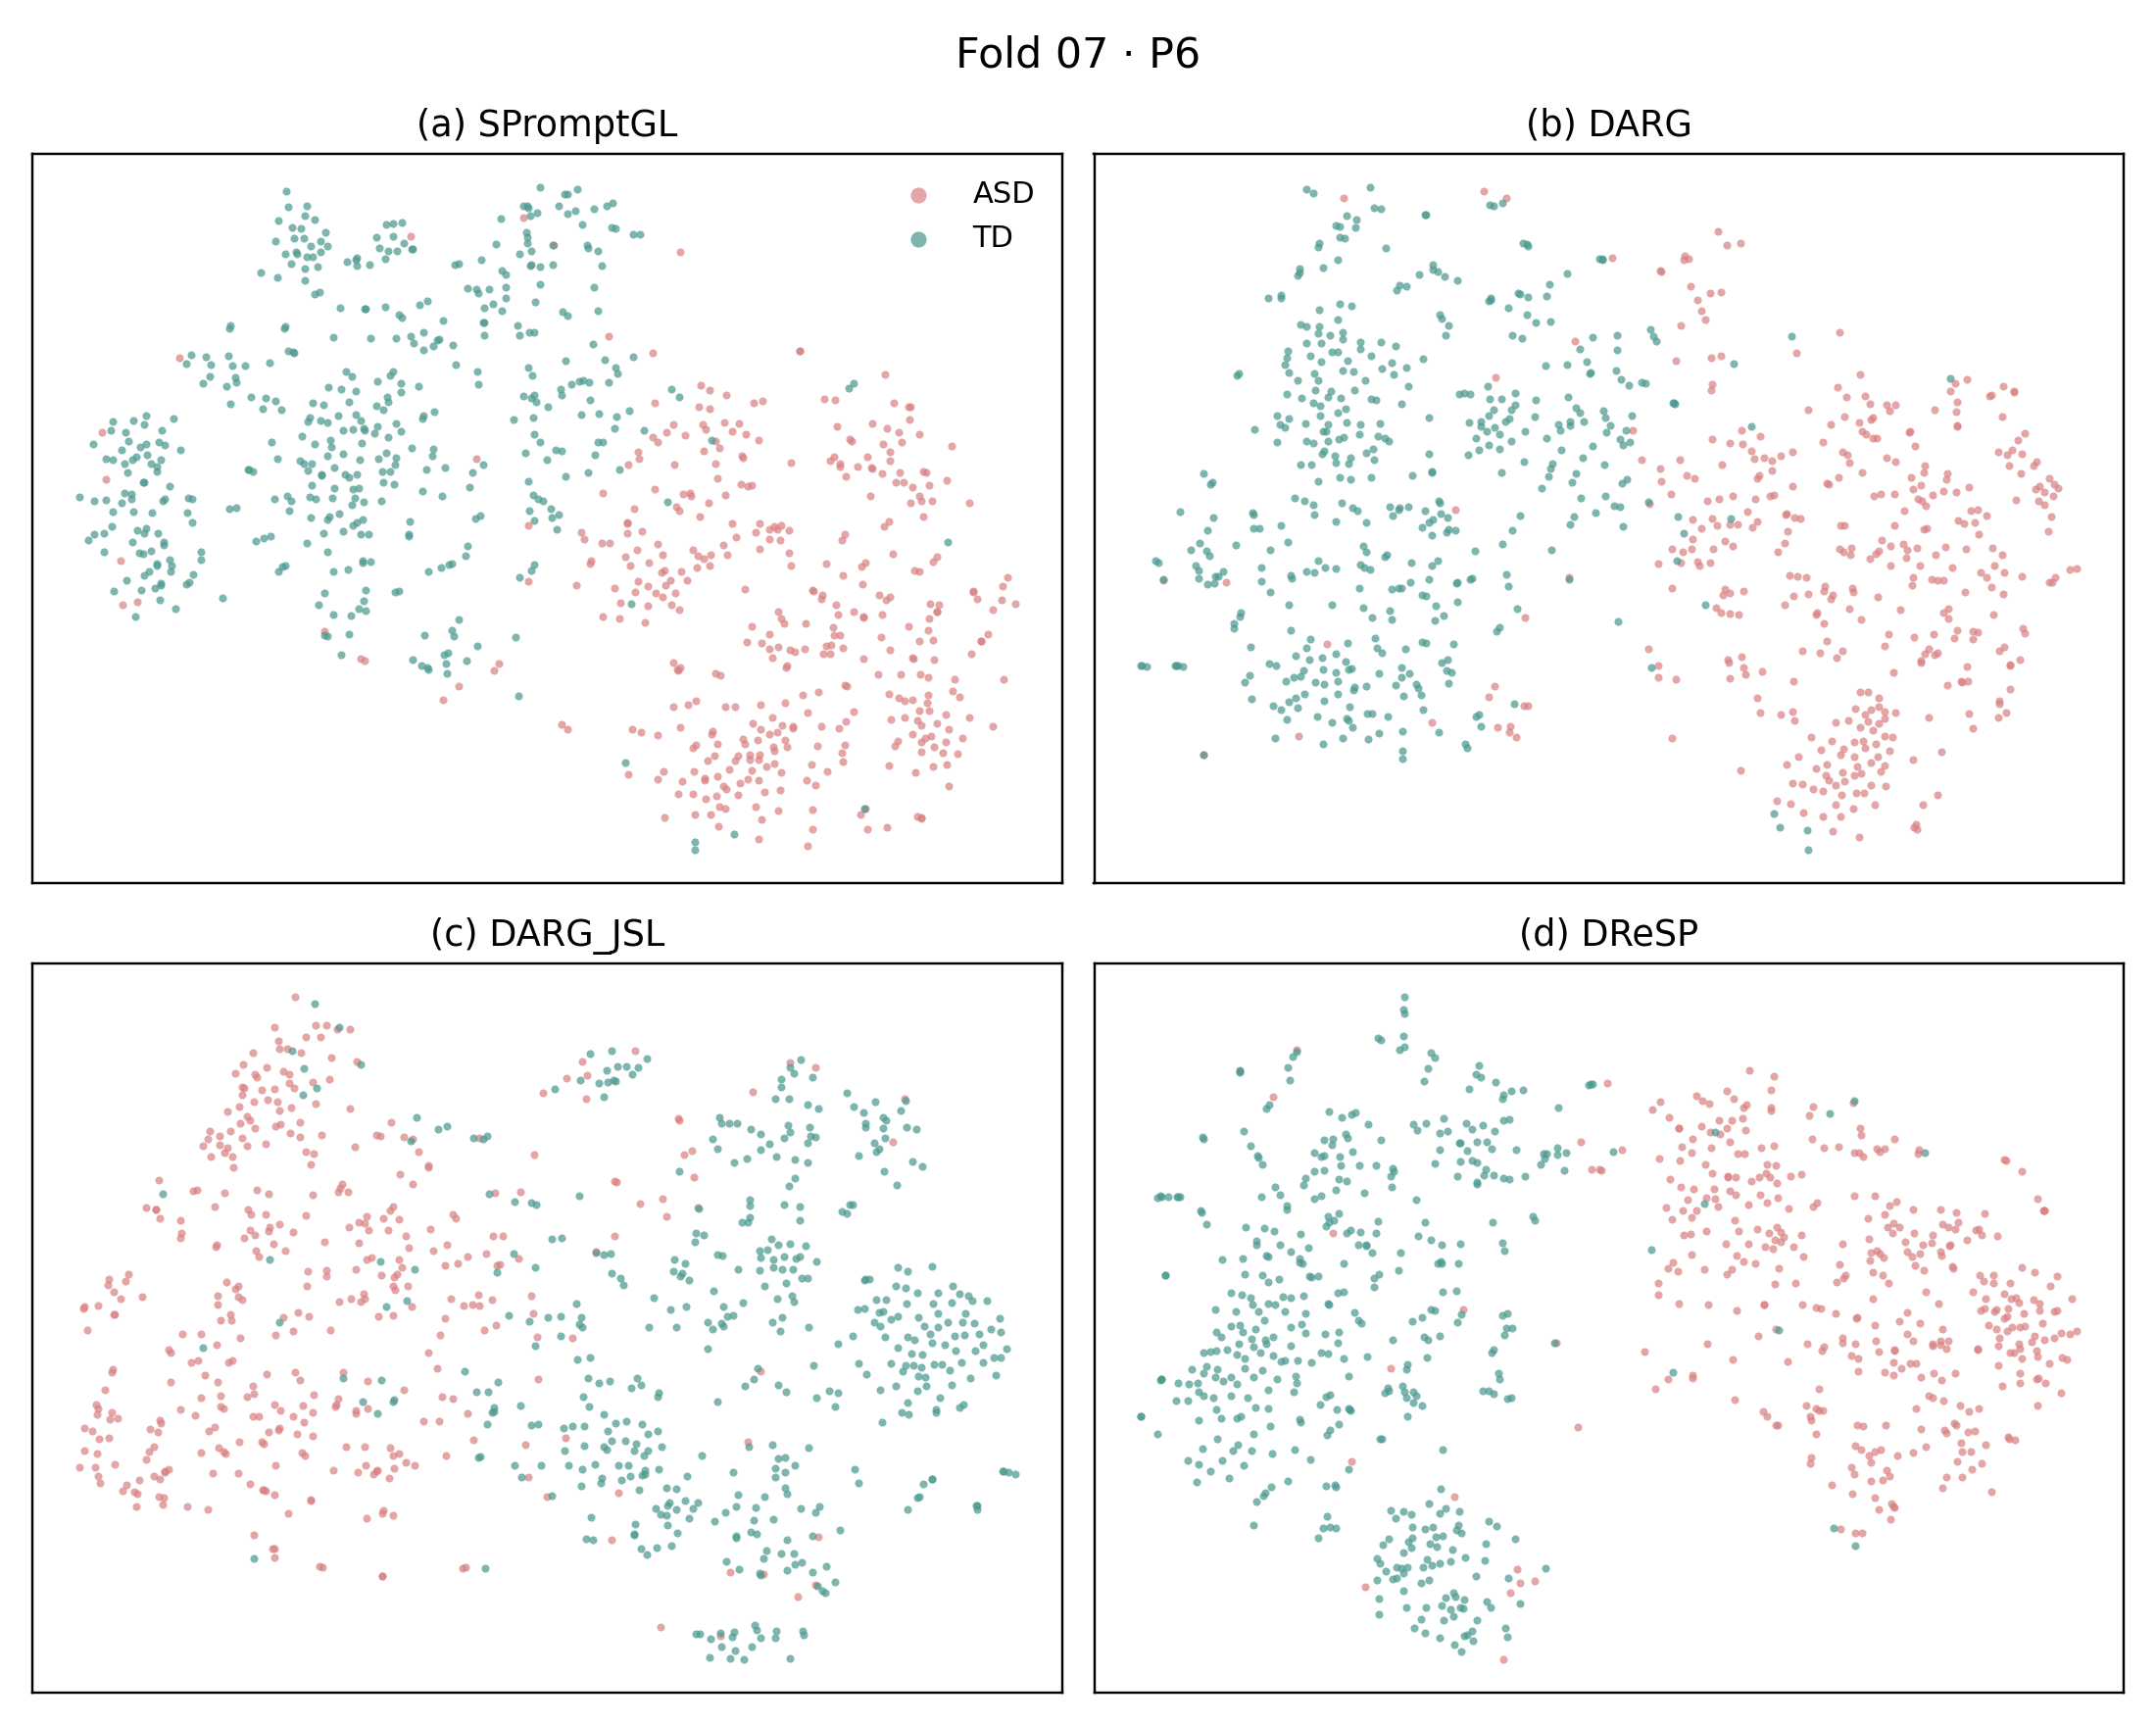 Fold 07 · P6
(a) SPromptGL
(b) DARG
ASD
TD
(c) DARG_JSL
(d) DReSP